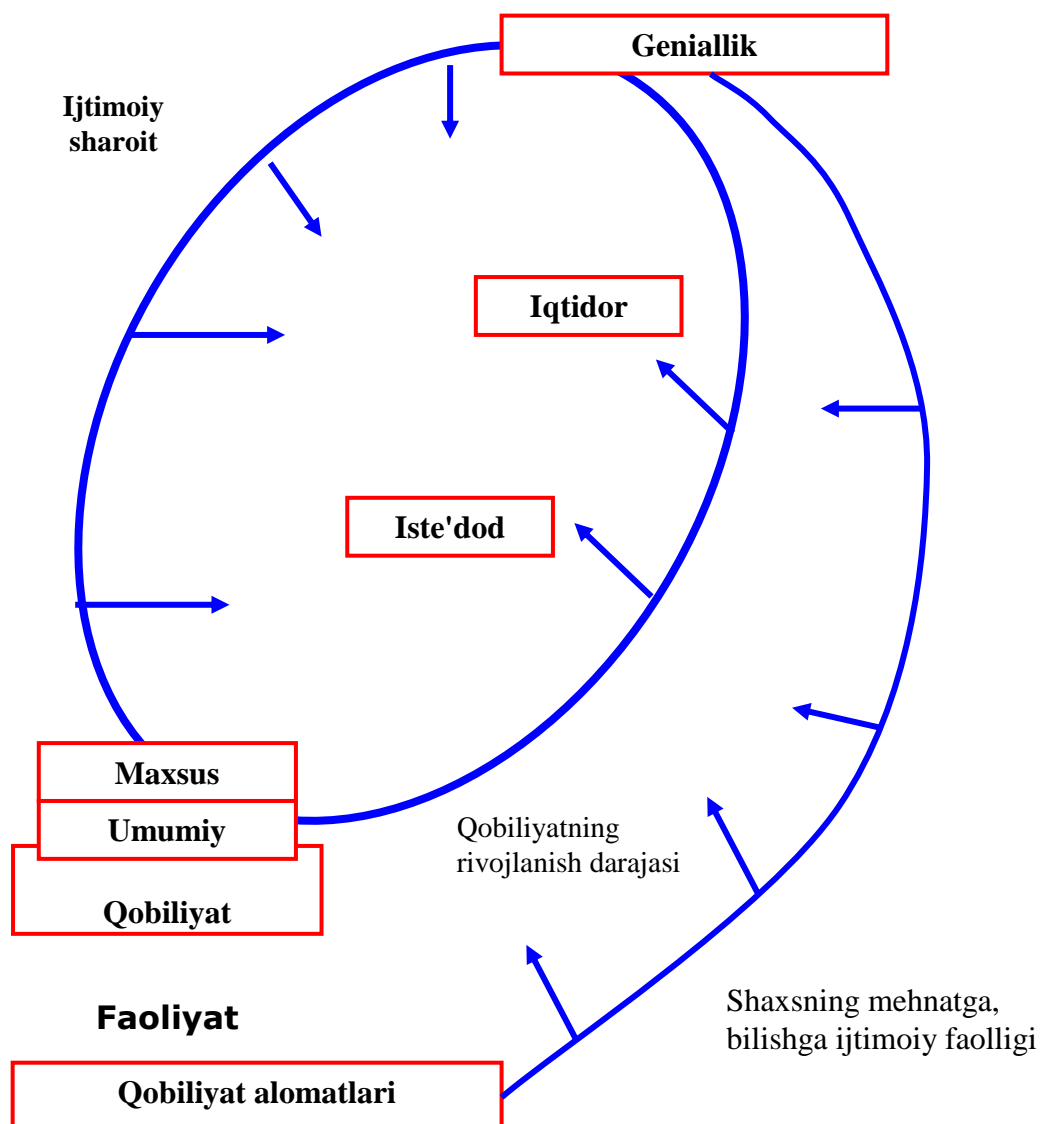 Geniallik
Ijtimoiy
sharoit
Iqtidor
Iste'dod
Maxsus
Umumiy
Qobiliyat
Qobiliyatning
rivojlanish darajasi
Faoliyat
Shaxsning mehnatga,
bilishga ijtimoiy faolligi
Qobiliyat alomatlari